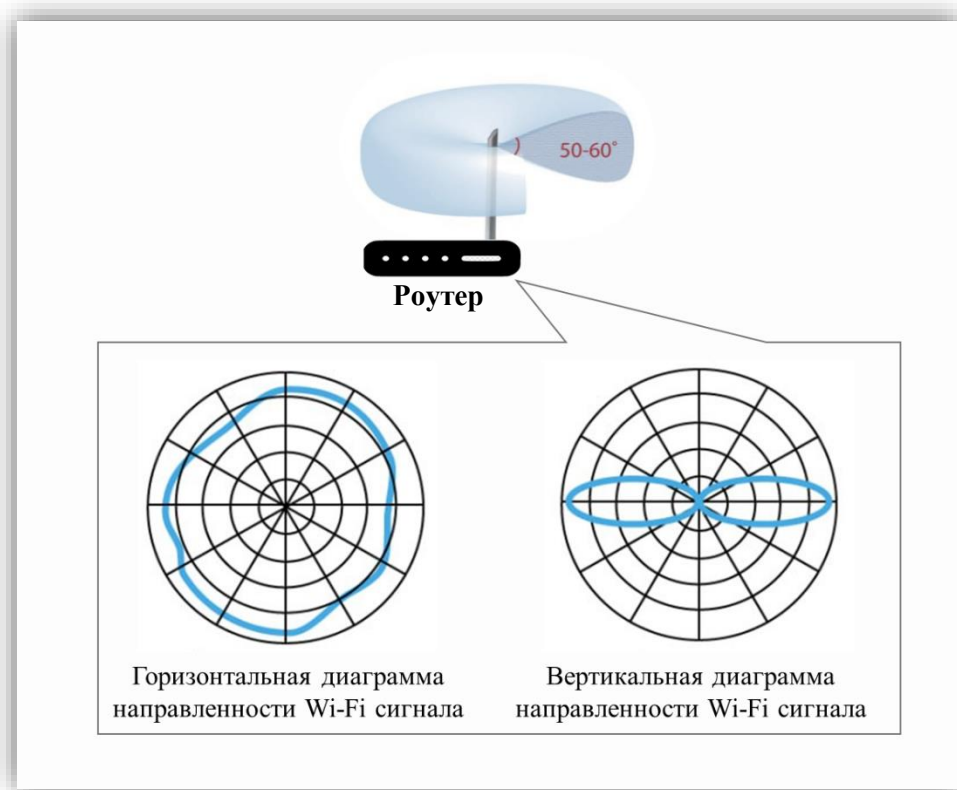 50-60°
Роутер
Горизонтальная диаграмма
направленности Wi-Fi сигнала
Вертикальная диаграмма
направленности Wi-Fi сигнала